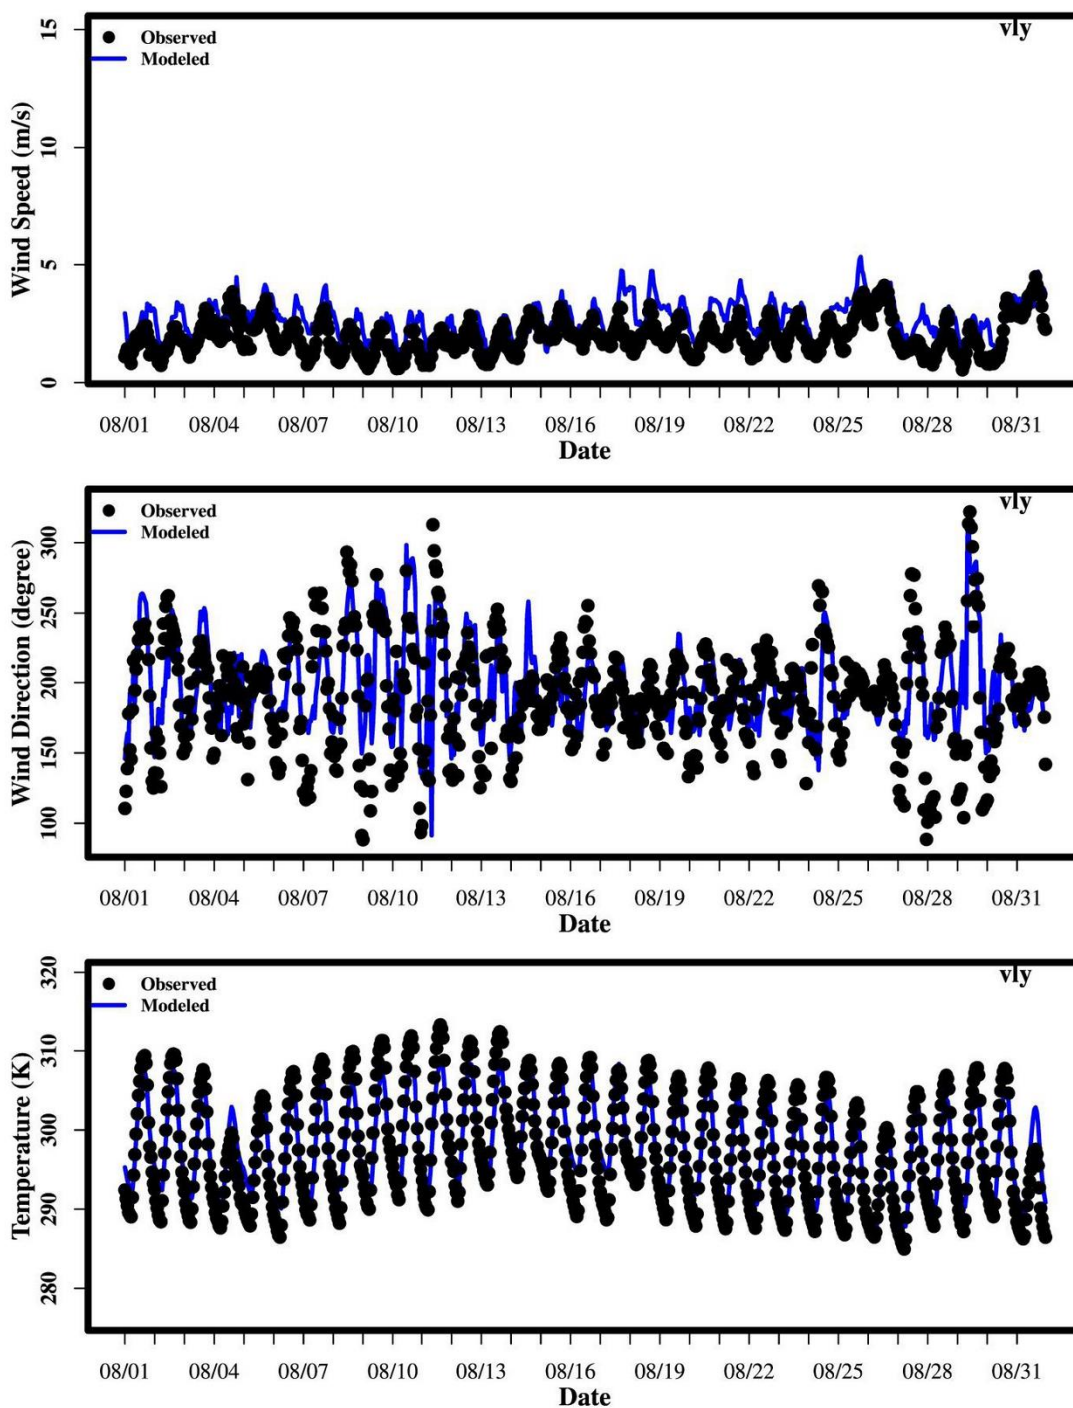 vly
Observed
Modeled
Wind Speed (m/s)
15
10
5
0
08/01 08/04 08/07 08/10 08/13 08/16 08/19 08/22 08/25 08/28 08/31
Date
vly
Observed
Modeled
Wind Direction (degree)
300
250
200
150
100
08/01 08/04 08/07 08/10 08/13 08/16 08/19 08/22 08/25 08/28 08/31
Date
vly
Observed
Modeled
Temperature (K)
320
310
300
290
280
08/01 08/04 08/07 08/10 08/13 08/16 08/19 08/22 08/25 08/28 08/31
Date